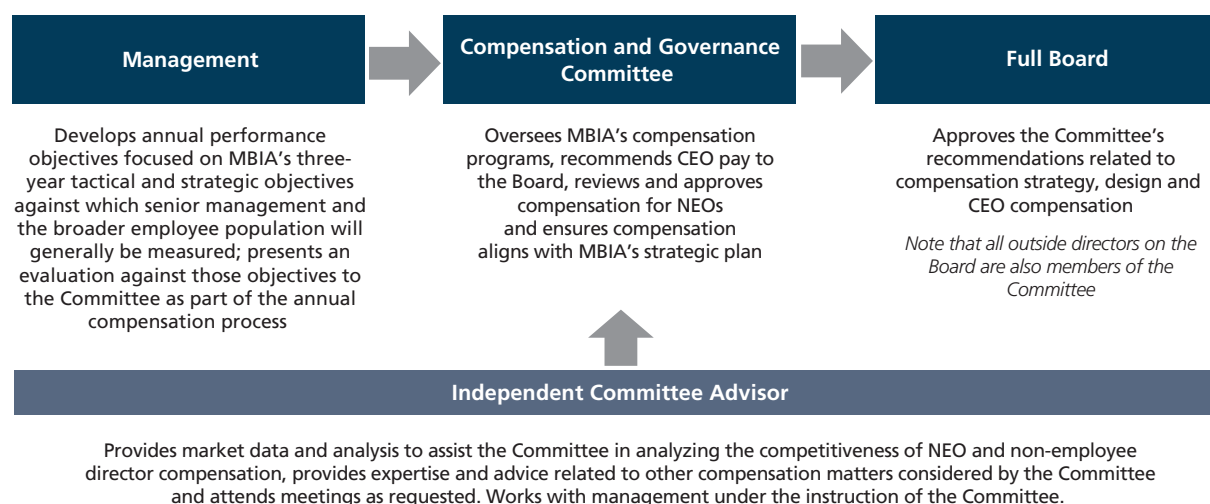 Management
Develops annual performance
objectives focused on MBIA’s three-
year tactical and strategic objectives
against which senior management and
the broader employee population will
generally be measured; presents an
evaluation against those objectives to
the Committee as part of the annual
compensation process
Compensation and Governance
Committee
Oversees MBIA’s compensation
programs, recommends CEO pay to
the Board, reviews and approves
compensation for NEOs
and ensures compensation
aligns with MBIA’s strategic plan
Full Board
Approves the Committee’s
recommendations related to
compensation strategy, design and
CEO compensation
Note that all outside directors on the
Board are also members of the
Committee
Independent Committee Advisor
Provides market data and analysis to assist the Committee in analyzing the competitiveness of NEO and non-employee
director compensation, provides expertise and advice related to other compensation matters considered by the Committee
and attends meetings as requested. Works with management under the instruction of the Committee.